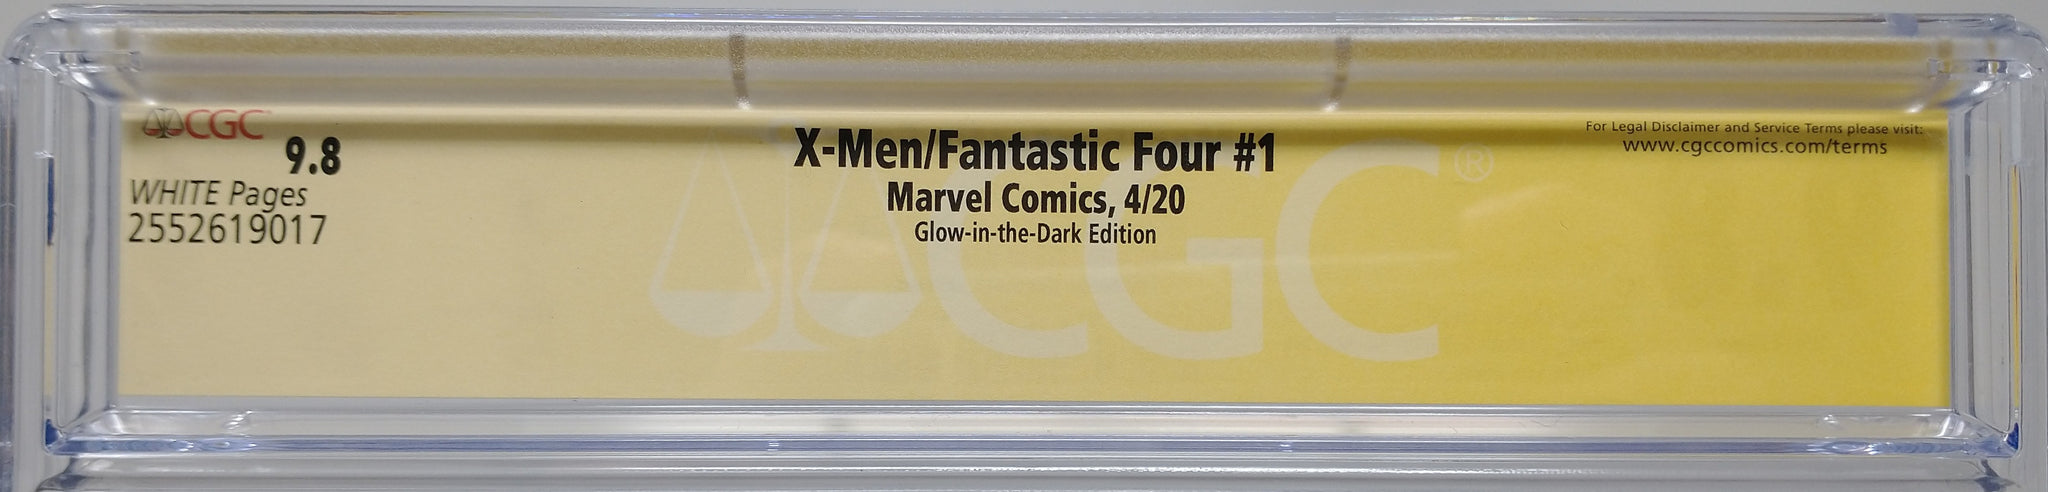 CGC
9.8
WHITE Pages
2552619017
X-Men/Fantastic Four #1
Marvel Comics, 4/20
Glow-in-the-Dark Edition
For Legal Disclaimer and Service Terms please visit:
www.cgccomics.com/terms
CGC®